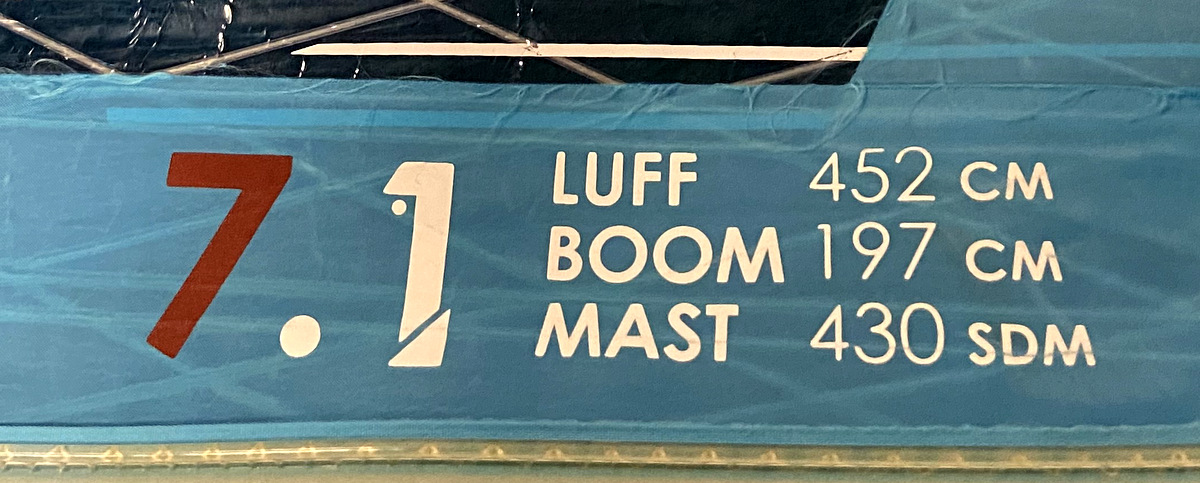 7.1
LUFF 452 CM
BOOM 197 CM
MAST 430 SDM